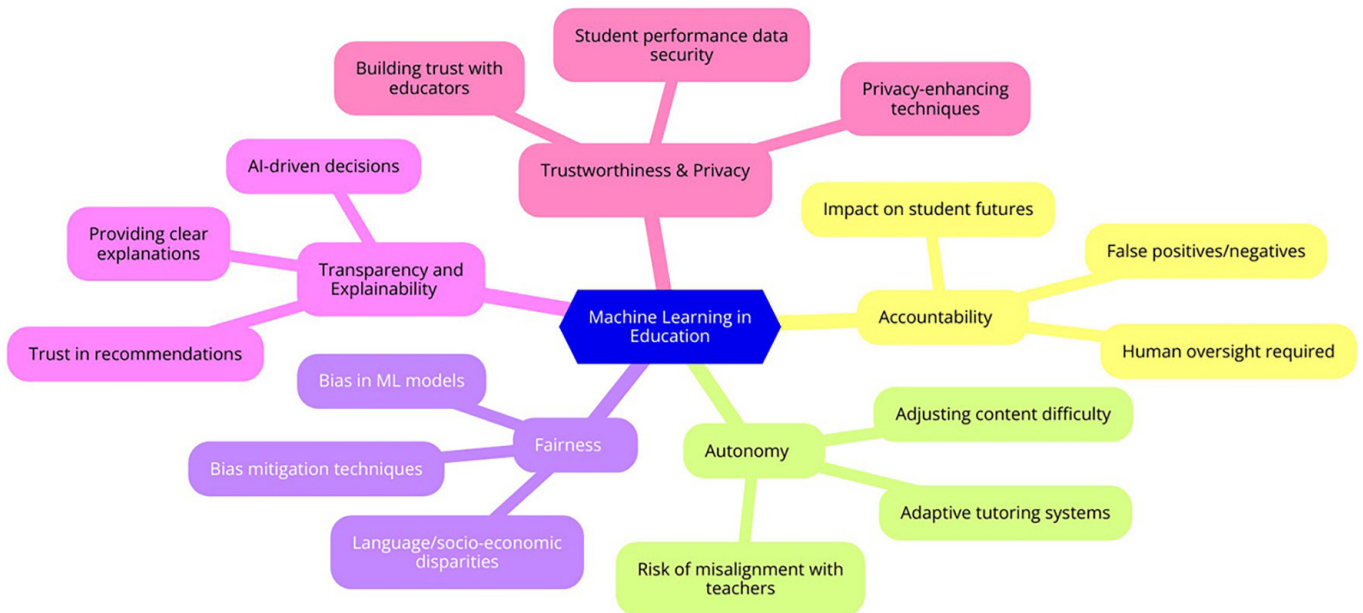 Student performance data
security
Building trust with
educators
Privacy-enhancing
techniques
Trustworthiness & Privacy
AI-driven decisions
Providing clear
explanations
Transparency and
Explainability
Trust in recommendations
Impact on student futures
False positives/negatives
Accountability
Human oversight required
Machine Learning in
Education
Bias in ML models
Fairness
Bias mitigation techniques
Language/socio-economic
disparities
Adjusting content difficulty
Autonomy
Adaptive tutoring systems
Risk of misalignment with
teachers